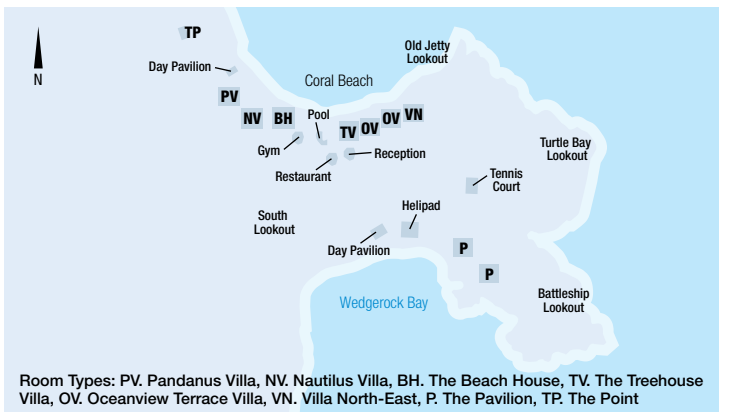 TP
Old Jetty
Lookout
Day Pavilion
Coral Beach
N
PV
NV
BH
Pool
TV
OV
OV
VN
Gym
Reception
Restaurant
Turtle Bay
Lookout
Tennis
Court
Helipad
South
Lookout
Day Pavilion
P
P
Wedgerock Bay
Battleship
Lookout
Room Types: PV. Pandanus Villa, NV. Nautilus Villa, BH. The Beach House, TV. The Treehouse
Villa, OV. Oceanview Terrace Villa, VN. Villa North-East, P. The Pavilion, TP. The Point